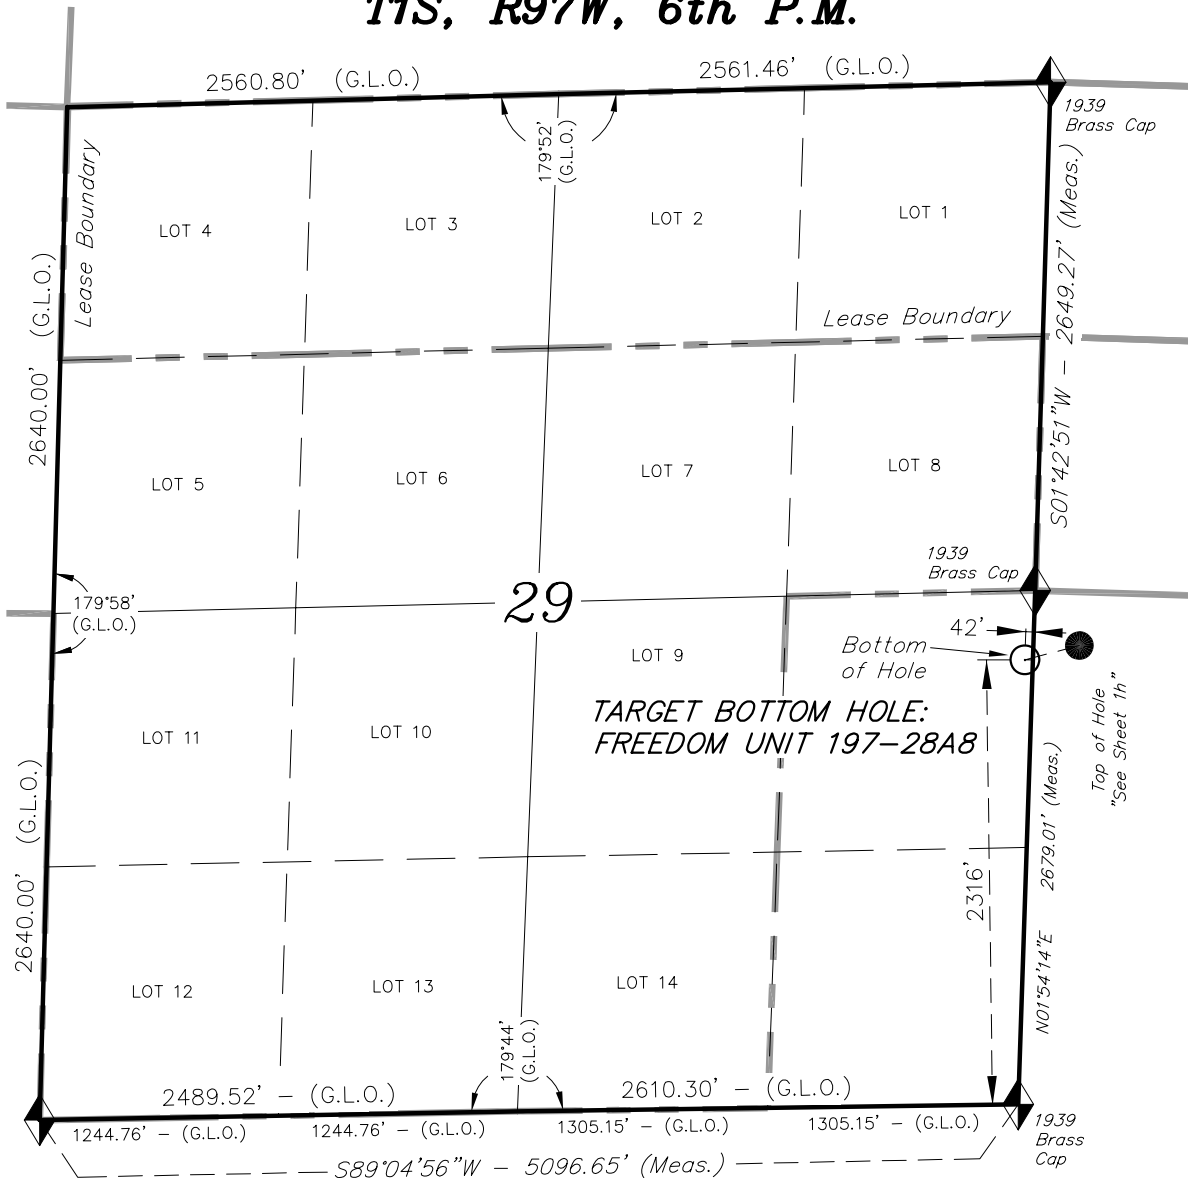 T1S, R97W, 6th P.M.
2560.80' (G.L.O.)
2561.46' (G.L.O.)
1939
Brass Cap
179°52'
(G.L.O.)
Lease Boundary
LOT 4
LOT 3
LOT 2
LOT 1
2640.00' (G.L.O.)
S01°42'51"W - 2649.27' (Meas.)
Lease Boundary
LOT 5
LOT 6
LOT 7
LOT 8
1939
Brass Cap
179°58'
(G.L.O.)
29
42'
Bottom
of Hole
LOT 9
TARGET BOTTOM HOLE:
FREEDOM UNIT 197-28A8
Top of Hole
"See Sheet 1h"
LOT 11
LOT 10
2640.00' (G.L.O.)
2316'
N01°54'14"E 2679.01' (Meas.)
LOT 12
LOT 13
LOT 14
179°44'
(G.L.O.)
2489.52' - (G.L.O.)
2610.30' - (G.L.O.)
1244.76' - (G.L.O.)
1244.76' - (G.L.O.)
1305.15' - (G.L.O.)
1305.15' - (G.L.O.)
1939
Brass
Cap
S89°04'56"W - 5096.65' (Meas.)